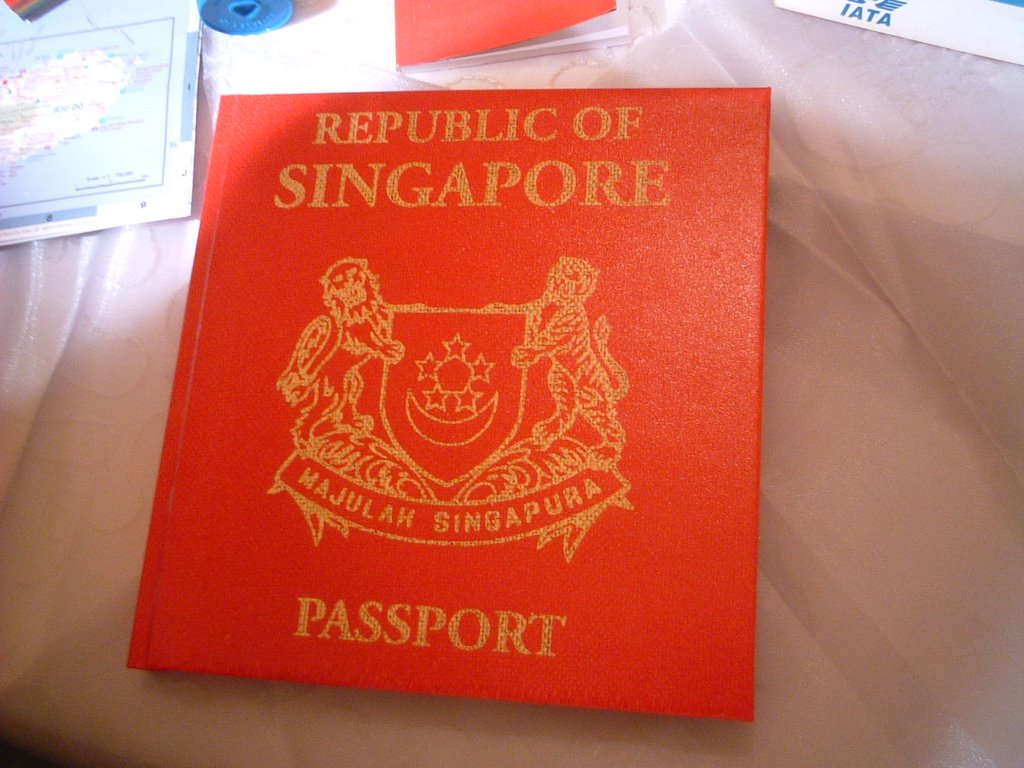 IATA
REPUBLIC OF
SINGAPORE
MAJULAH SINGAPURA
PASSPORT